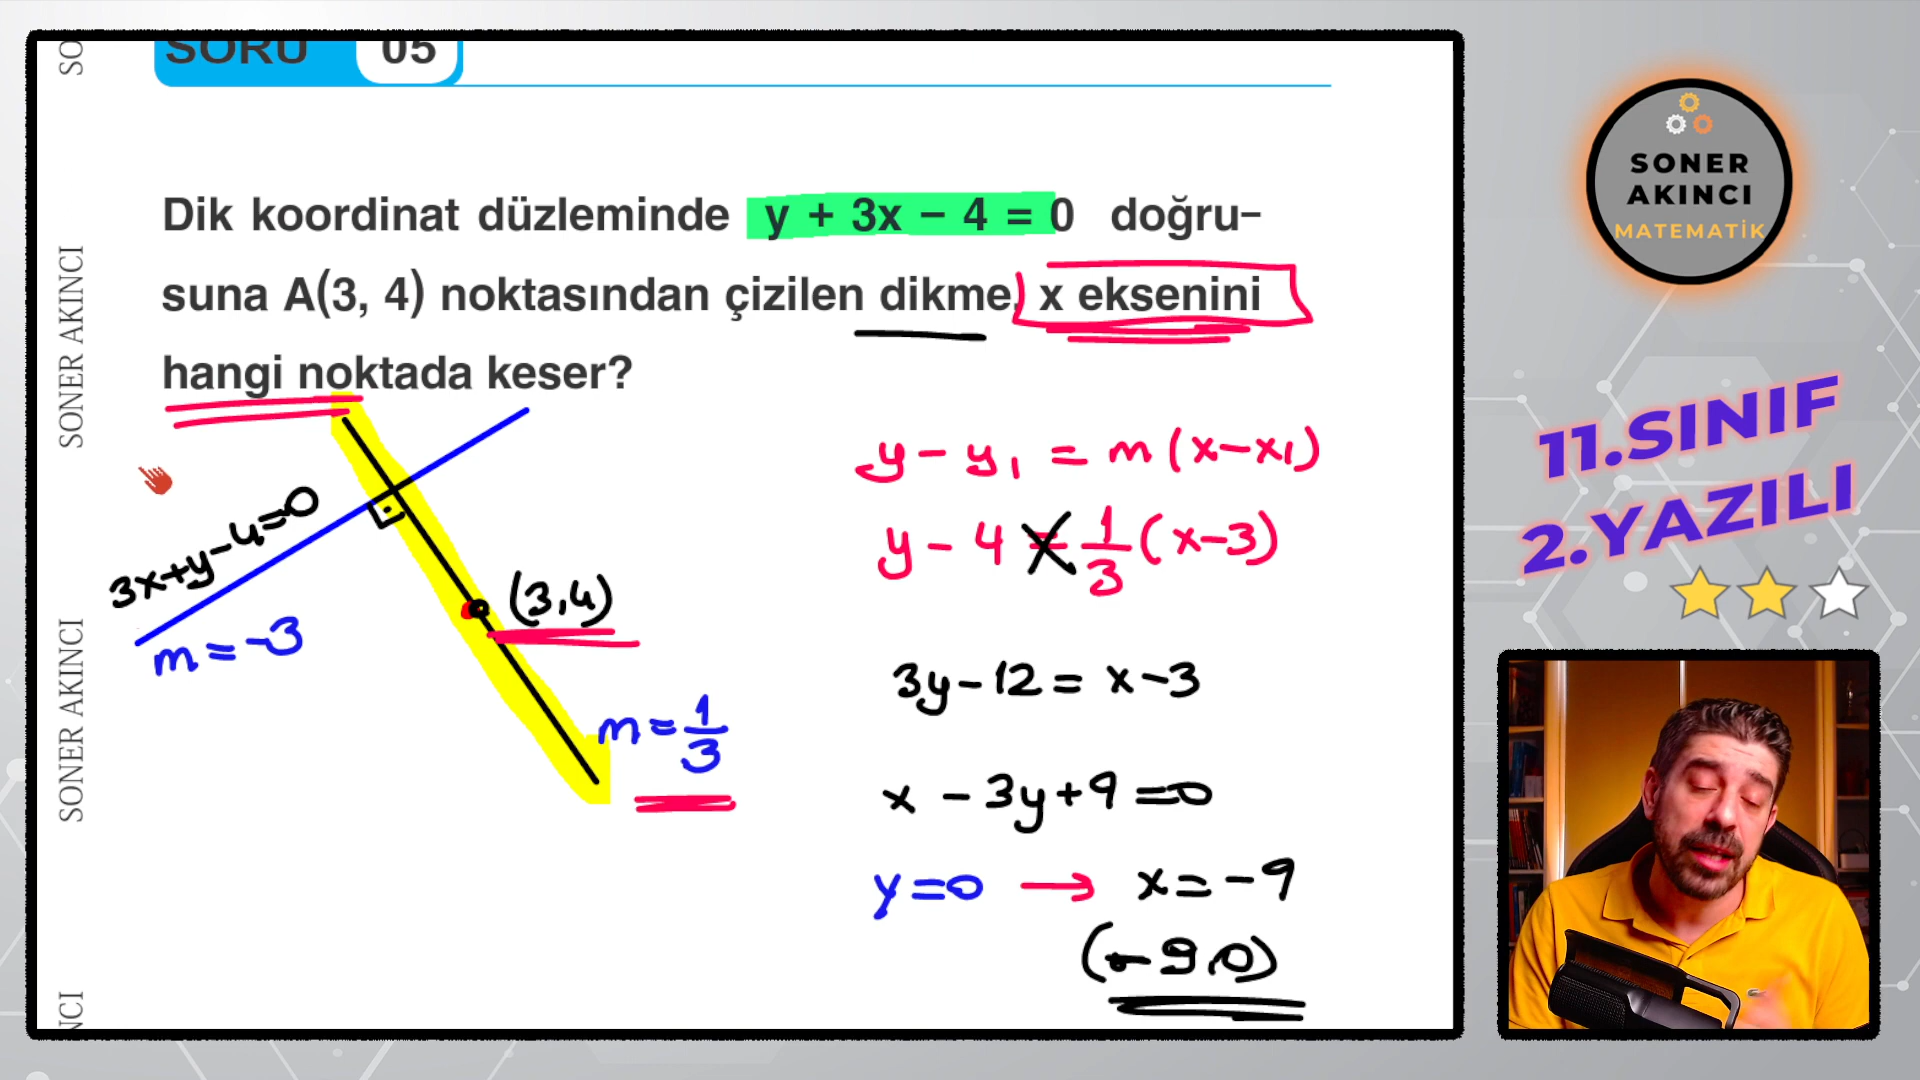 SORU 05
Dik koordinat düzleminde y + 3x – 4 = 0 doğru–
suna A(3, 4) noktasından çizilen dikme, x eksenini
hangi noktada keser?
3x+y-4=0
m = -3
(3,4)
m = 1/3
y - y₁ = m (x-x₁)
y - 4 = 1/3 (x-3)
3y-12 = x-3
x - 3y+9 =0
y=0 → x = -9
(-9,0)
SONER AKINCI
SONER AKINCI
SONER
AKINCI
MATEMATİK
11.SINIF
2.YAZILI